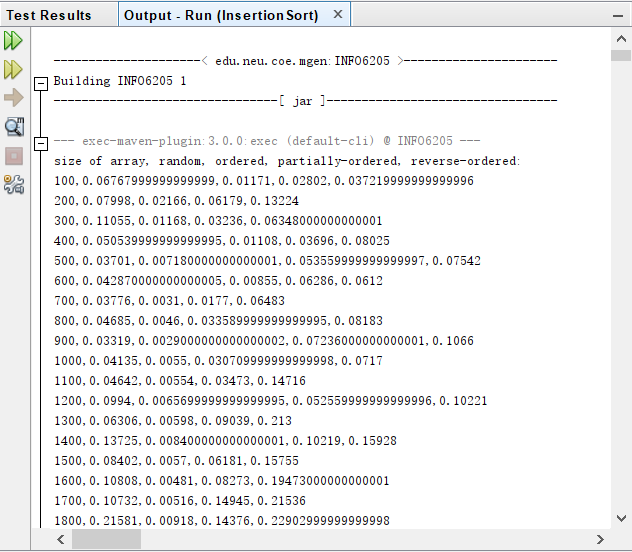 Test Results
Output - Run (InsertionSort) ×
--------------------< edu.neu.coe.mgen:INFO6205 >---------------------
Building INFO6205 1
--------------------------------[ jar ]---------------------------------
--- exec-maven-plugin:3.0.0:exec (default-cli) @ INFO6205 ---
size of array, random, ordered, partially-ordered, reverse-ordered:
100,0.06767999999999999,0.01171,0.02802,0.037219999999999996
200,0.07998,0.02166,0.06179,0.13224
300,0.11055,0.01168,0.03236,0.06348000000000001
400,0.050539999999999995,0.01108,0.03696,0.08025
500,0.03701,0.0071800000000000001,0.053559999999999997,0.07542
600,0.042870000000000005,0.00855,0.06286,0.0612
700,0.03776,0.0031,0.0177,0.06483
800,0.04685,0.0046,0.033589999999999995,0.08183
900,0.03319,0.0029000000000000002,0.07236000000000001,0.1066
1000,0.04135,0.0055,0.030709999999999998,0.0717
1100,0.04642,0.00554,0.03473,0.14716
1200,0.0994,0.0065699999999999995,0.052559999999999996,0.10221
1300,0.06306,0.00598,0.09039,0.213
1400,0.13725,0.008400000000000001,0.10219,0.15928
1500,0.08402,0.0057,0.06181,0.15755
1600,0.10808,0.00481,0.08273,0.19473000000000001
1700,0.10732,0.00516,0.14945,0.21536
1800,0.21581,0.00918,0.14376,0.22902999999999998